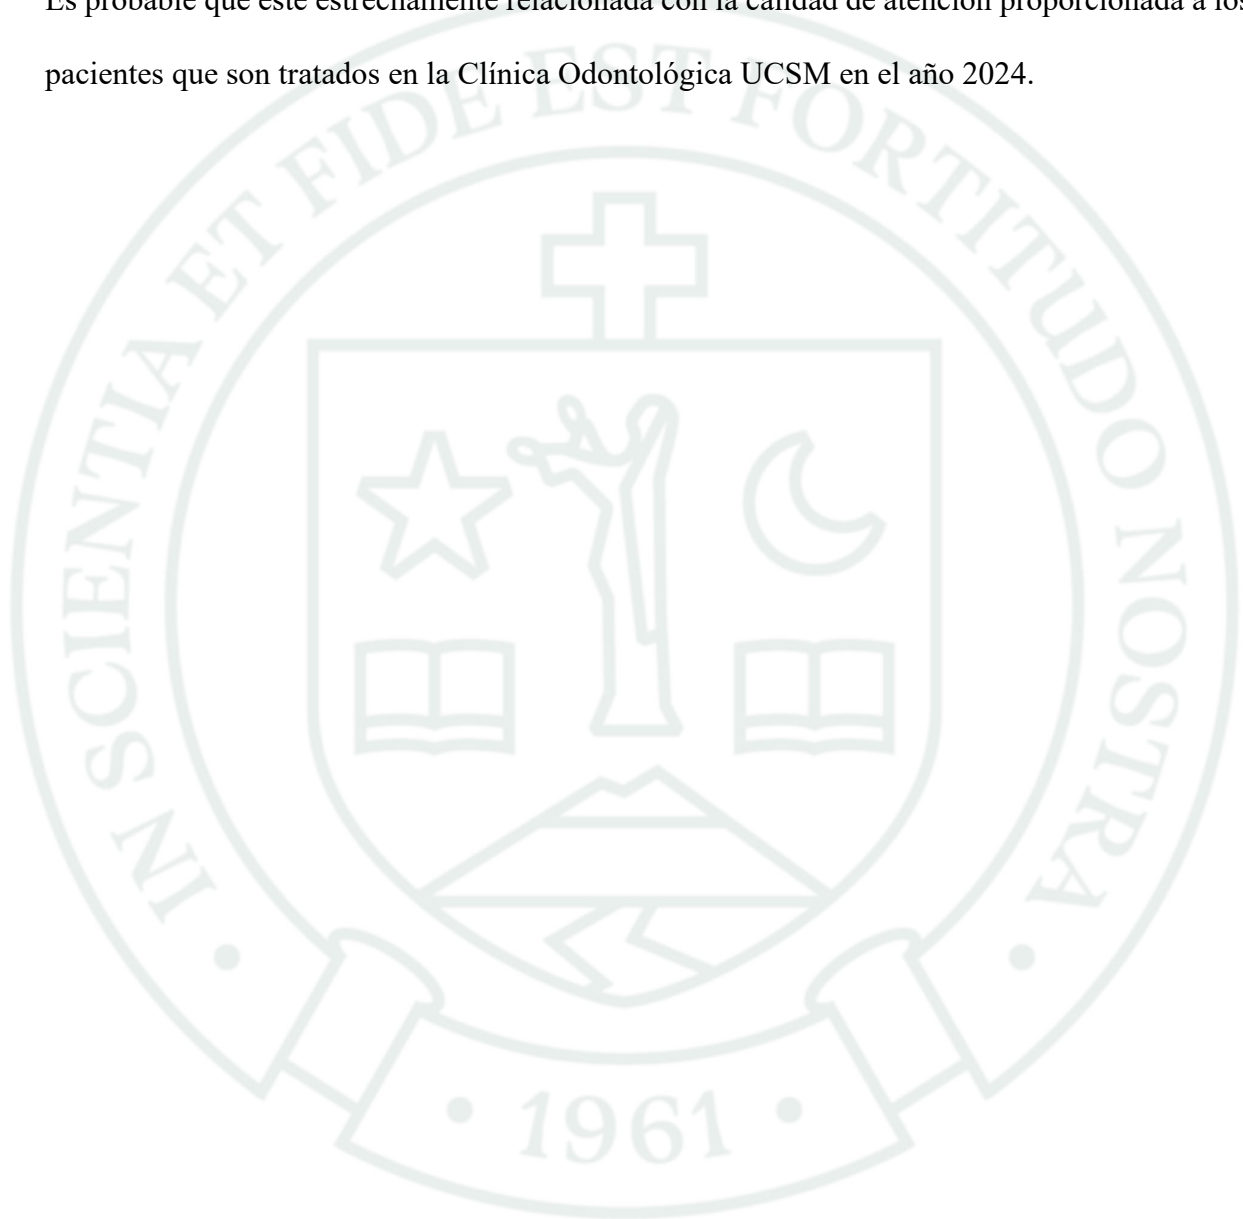 Es probable que esté estrechamente relacionada con la calidad de atención proporcionada a los
pacientes que son tratados en la Clínica Odontológica UCSM en el año 2024.
IN SCIENTIA ET FIDE EST FORTITUDO NOSTRA
• 1961 •